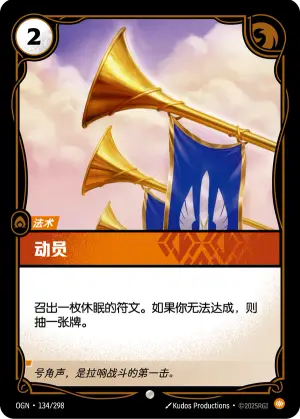 2
法术
动员
召出一枚休眠的符文。如果你无法达成，则
抽一张牌。
号角声，是拉响战斗的第一击。
OGN • 134/298
Kudos Productions • ©2025RGI